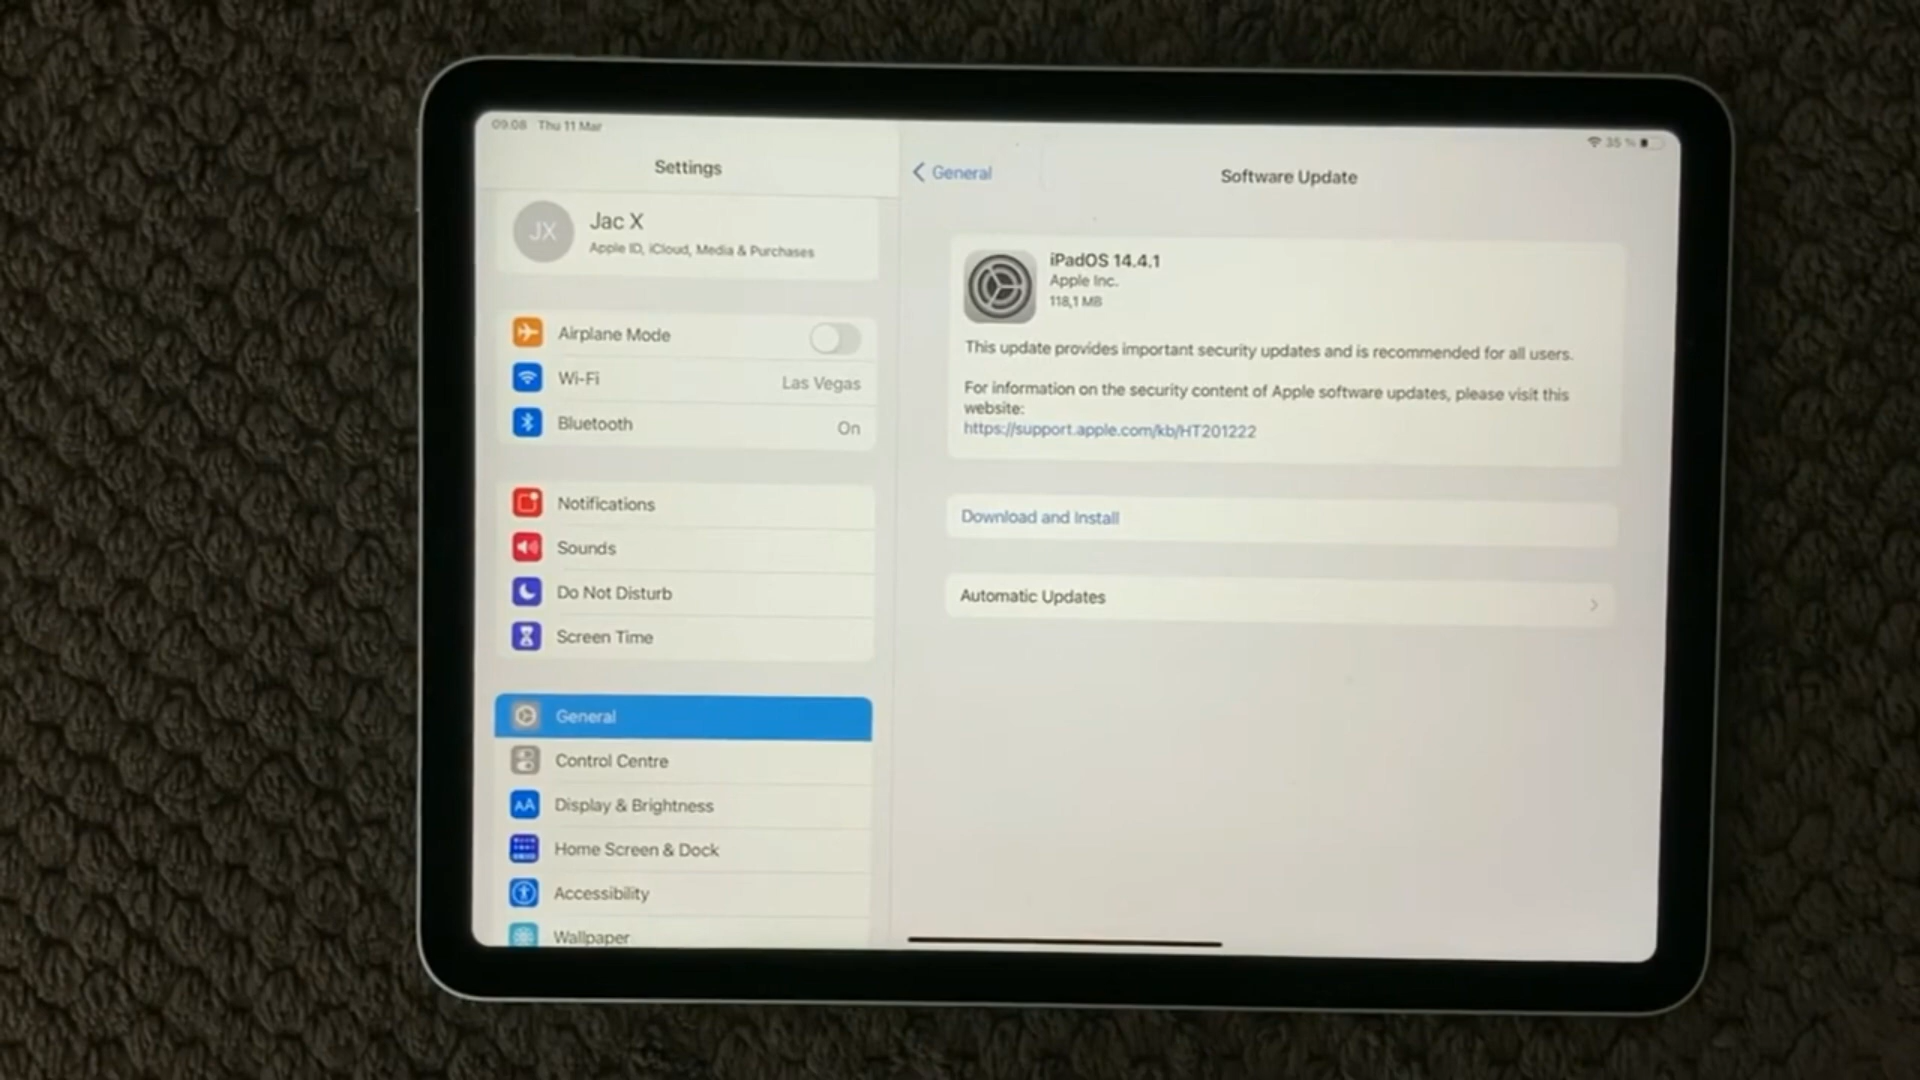 09:08 Thu 11 Mar
35 %
Settings
JX
Jac X
Apple ID, iCloud, Media & Purchases
Airplane Mode
Wi-Fi
Las Vegas
Bluetooth
On
Notifications
Sounds
Do Not Disturb
Screen Time
General
Control Centre
AA
Display & Brightness
Home Screen & Dock
Accessibility
Wallpaper
General
Software Update
iPadOS 14.4.1
Apple Inc.
118,1 MB
This update provides important security updates and is recommended for all users.
For information on the security content of Apple software updates, please visit this
website:
https://support.apple.com/kb/HT201222
Download and Install
Automatic Updates